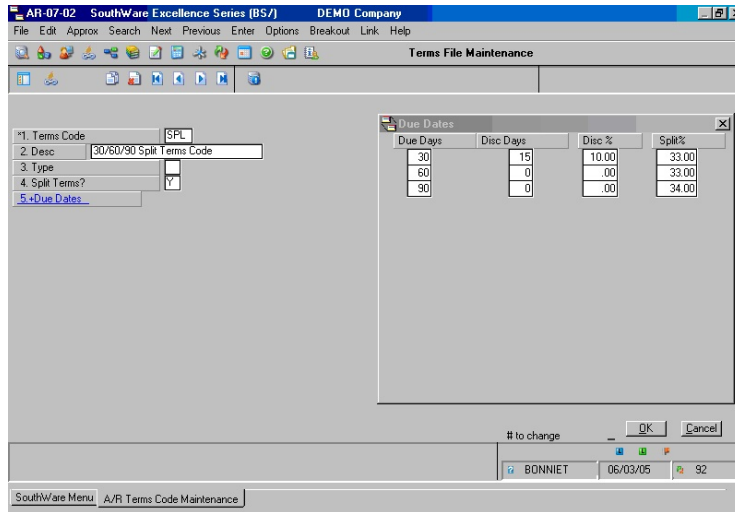 AR-07-02 SouthWare Excellence Series (BS7) DEMO Company
File Edit Approx Search Next Previous Enter Options Breakout Link Help
Terms File Maintenance
*1. Terms Code SPL
2. Desc 30/60/90 Split Terms Code
3. Type
4. Split Terms? Y
5.+Due Dates
Due Dates
Due Days Disc Days Disc % Split%
30 15 10.00 33.00
60 0 .00 33.00
90 0 .00 34.00
# to change _ OK Cancel
BONNIET 06/03/05 92
SouthWare Menu A/R Terms Code Maintenance